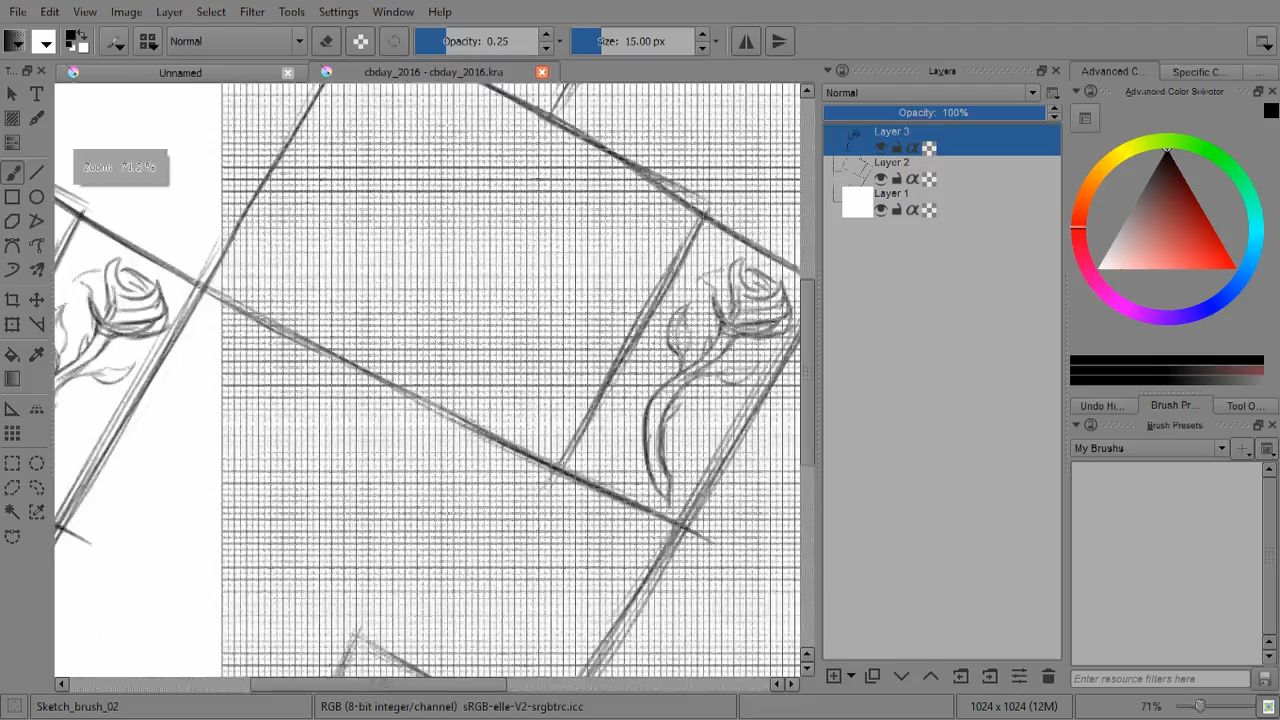 File Edit View Image Layer Select Filter Tools Settings Window Help
Normal Opacity: 0.25 Size: 15.00 px
T... Unnamed cbday_2016 - cbday_2016.kra Layers Advanced C... Specific C... ...
Normal Advanced Color Selector
Opacity: 100%
Layer 3
Zoom: 71.2 %
Layer 2
Layer 1
Undo Hi... Brush Pr... Tool O...
Brush Presets
My Brushes
Enter resource filters here
Sketch_brush_02 RGB (8-bit integer/channel) sRGB-elle-V2-srgbtrc.icc 1024 x 1024 (12M) 71%